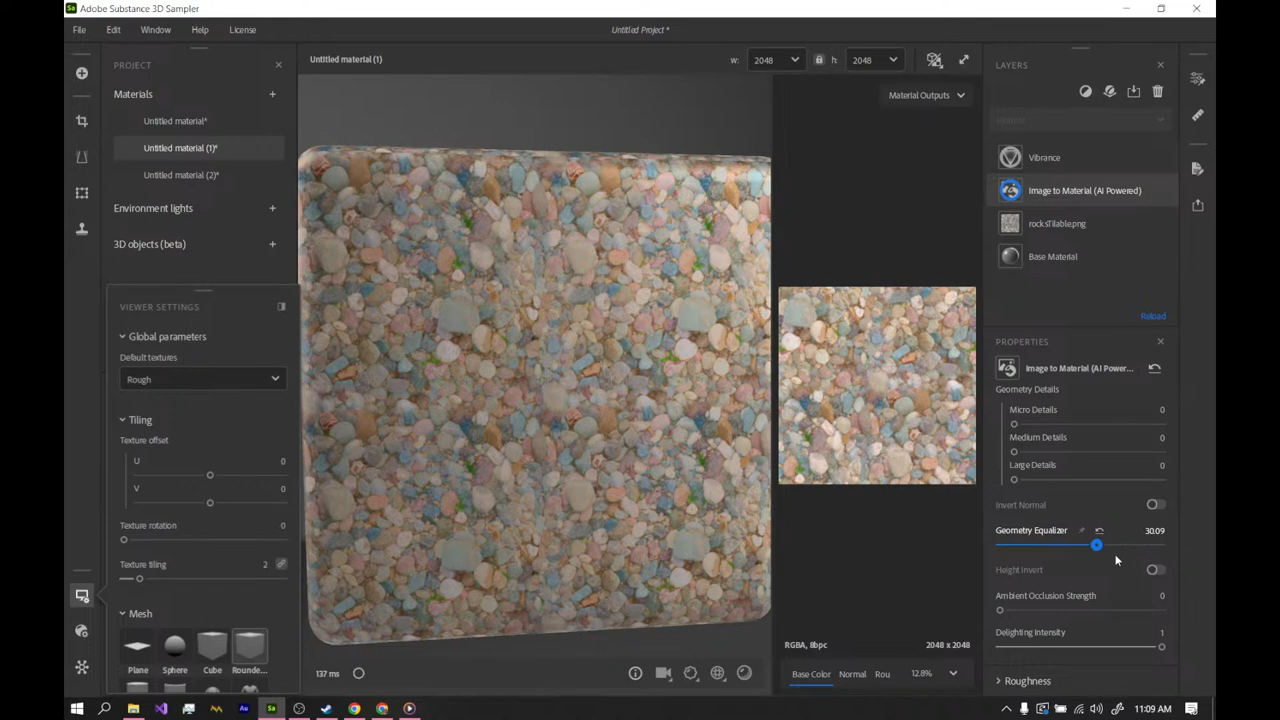 Sa Adobe Substance 3D Sampler
File Edit Window Help License
Untitled Project *
PROJECT
Materials
Untitled material*
Untitled material (1)*
Untitled material (2)*
Environment lights
3D objects (beta)
VIEWER SETTINGS
Global parameters
Default textures
Rough
Tiling
Texture offset
U 0
V 0
Texture rotation 0
Texture tiling 2
Mesh
Plane Sphere Cube Rounde...
Untitled material (1)
w: 2048 h: 2048
Material Outputs
137 ms
RGBA, 8bpc 2048 x 2048
Base Color Normal Rou 12.8%
LAYERS
Vibrance
Image to Material (AI Powered)
rocksTilable.png
Base Material
Reload
PROPERTIES
Image to Material (AI Power...
Geometry Details
Micro Details 0
Medium Details 0
Large Details 0
Invert Normal
Geometry Equalizer 30.09
Height Invert
Ambient Occlusion Strength 0
Delighting Intensity 1
Roughness
Au Sa
11:09 AM